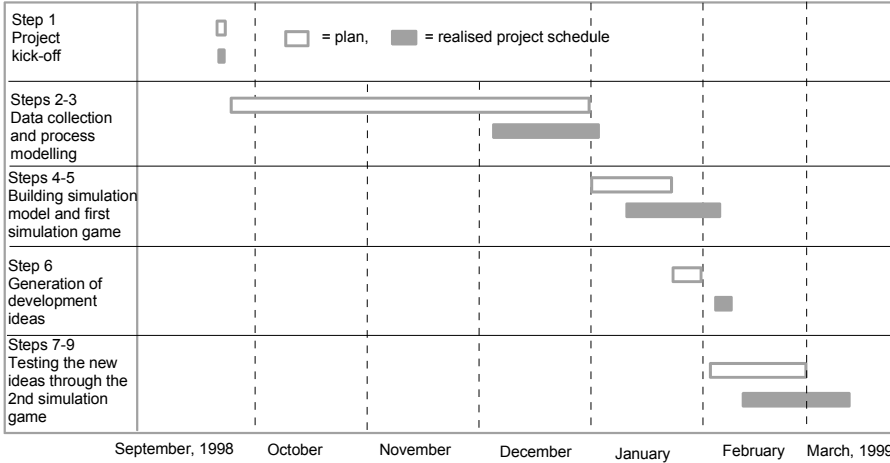 Step 1
Project
kick-off
= plan,
= realised project schedule
Steps 2-3
Data collection
and process
modelling
Steps 4-5
Building simulation
model and first
simulation game
Step 6
Generation of
development
ideas
Steps 7-9
Testing the new
ideas through the
2nd simulation
game
September, 1998
October
November
December
January
February
March, 1999